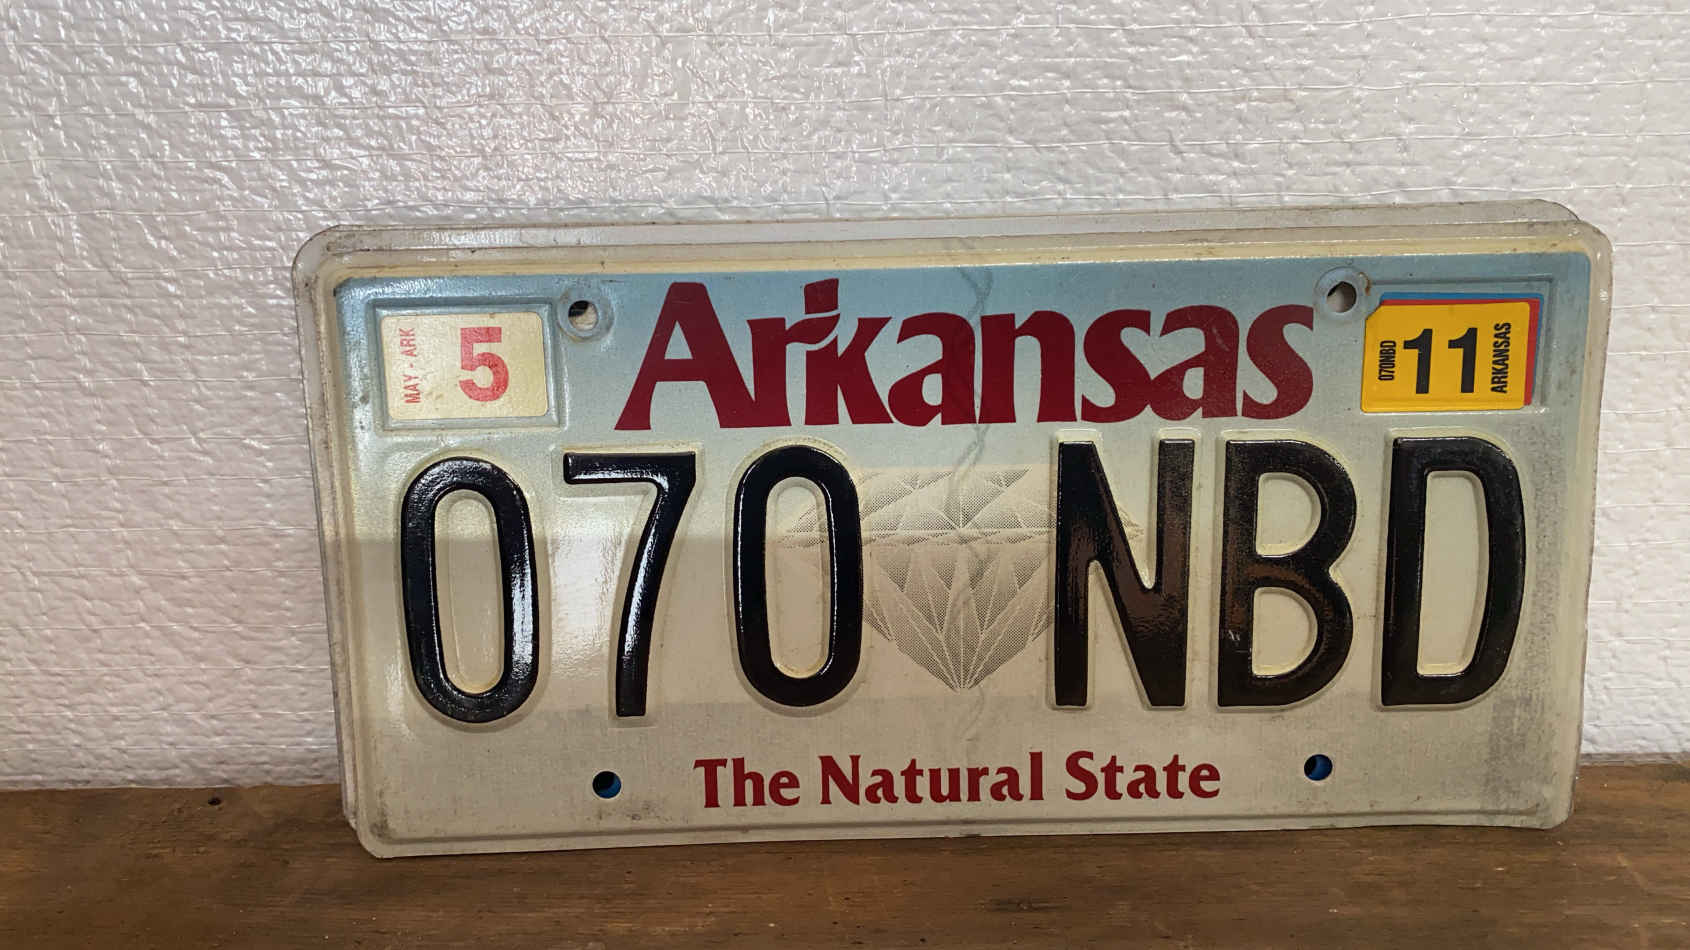 MAY - ARK
5
Arkansas
070NBD
11
ARKANSAS
070 NBD
The Natural State